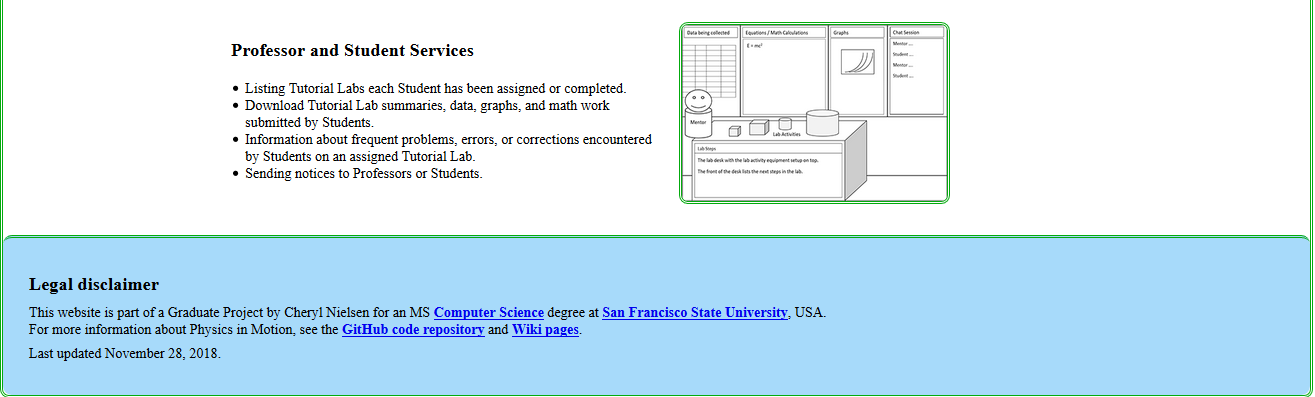 Professor and Student Services
Listing Tutorial Labs each Student has been assigned or completed.
Download Tutorial Lab summaries, data, graphs, and math work
submitted by Students.
Information about frequent problems, errors, or corrections encountered
by Students on an assigned Tutorial Lab.
Sending notices to Professors or Students.
Data being collected
Equations / Math Calculations
Graphs
Chat Session
E = mc²
Mentor ...
Student ...
Mentor ...
Student ...
Mentor
Lab Activities
Lab Steps
The lab desk with the lab activity equipment setup on top.
The front of the desk lists the next steps in the lab.
Legal disclaimer
This website is part of a Graduate Project by Cheryl Nielsen for an MS Computer Science degree at San Francisco State University, USA.
For more information about Physics in Motion, see the GitHub code repository and Wiki pages.
Last updated November 28, 2018.